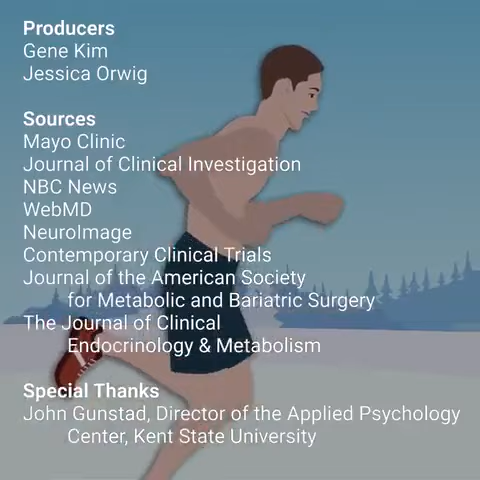 Producers
Gene Kim
Jessica Orwig
Sources
Mayo Clinic
Journal of Clinical Investigation
NBC News
WebMD
NeuroImage
Contemporary Clinical Trials
Journal of the American Society
for Metabolic and Bariatric Surgery
The Journal of Clinical
Endocrinology & Metabolism
Special Thanks
John Gunstad, Director of the Applied Psychology
Center, Kent State University